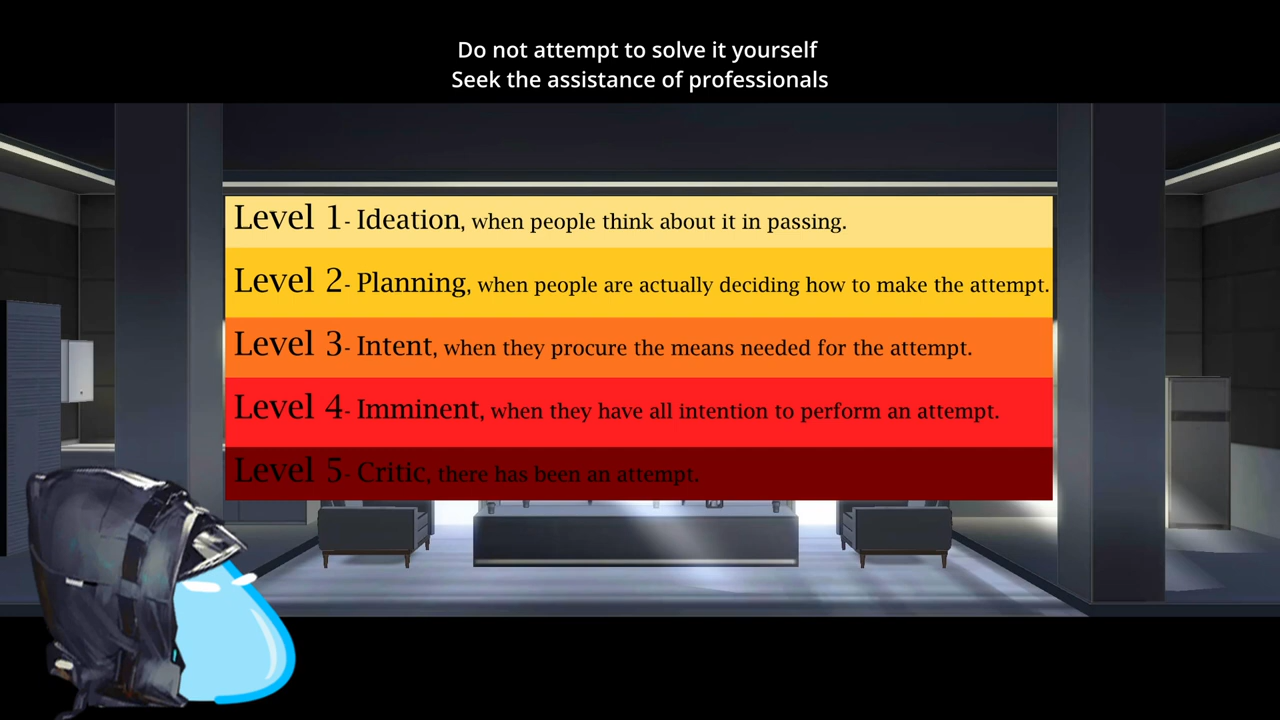 Do not attempt to solve it yourself
Seek the assistance of professionals
Level 1- Ideation, when people think about it in passing.
Level 2- Planning, when people are actually deciding how to make the attempt.
Level 3- Intent, when they procure the means needed for the attempt.
Level 4- Imminent, when they have all intention to perform an attempt.
Level 5- Critic, there has been an attempt.